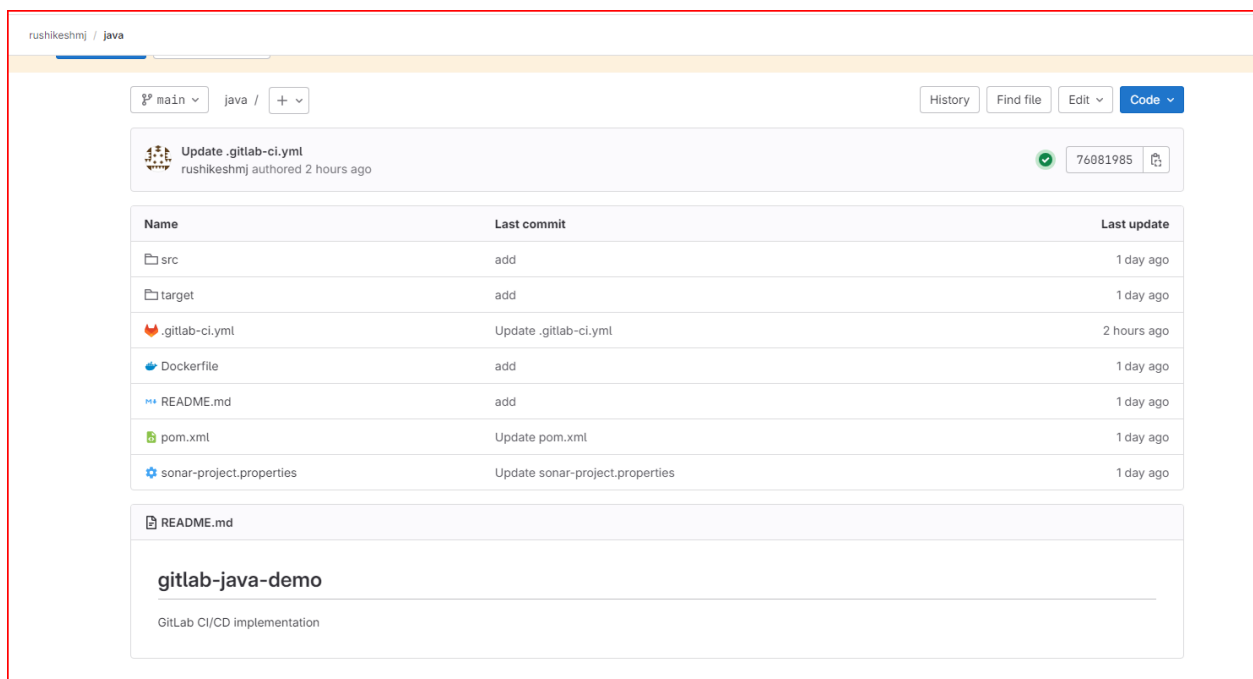 rushikeshmj / java
main java / +
History Find file Edit Code
Update .gitlab-ci.yml
rushikeshmj authored 2 hours ago
76081985
Name Last commit Last update
src add 1 day ago
target add 1 day ago
.gitlab-ci.yml Update .gitlab-ci.yml 2 hours ago
Dockerfile add 1 day ago
README.md add 1 day ago
pom.xml Update pom.xml 1 day ago
sonar-project.properties Update sonar-project.properties 1 day ago
README.md
gitlab-java-demo
GitLab CI/CD implementation